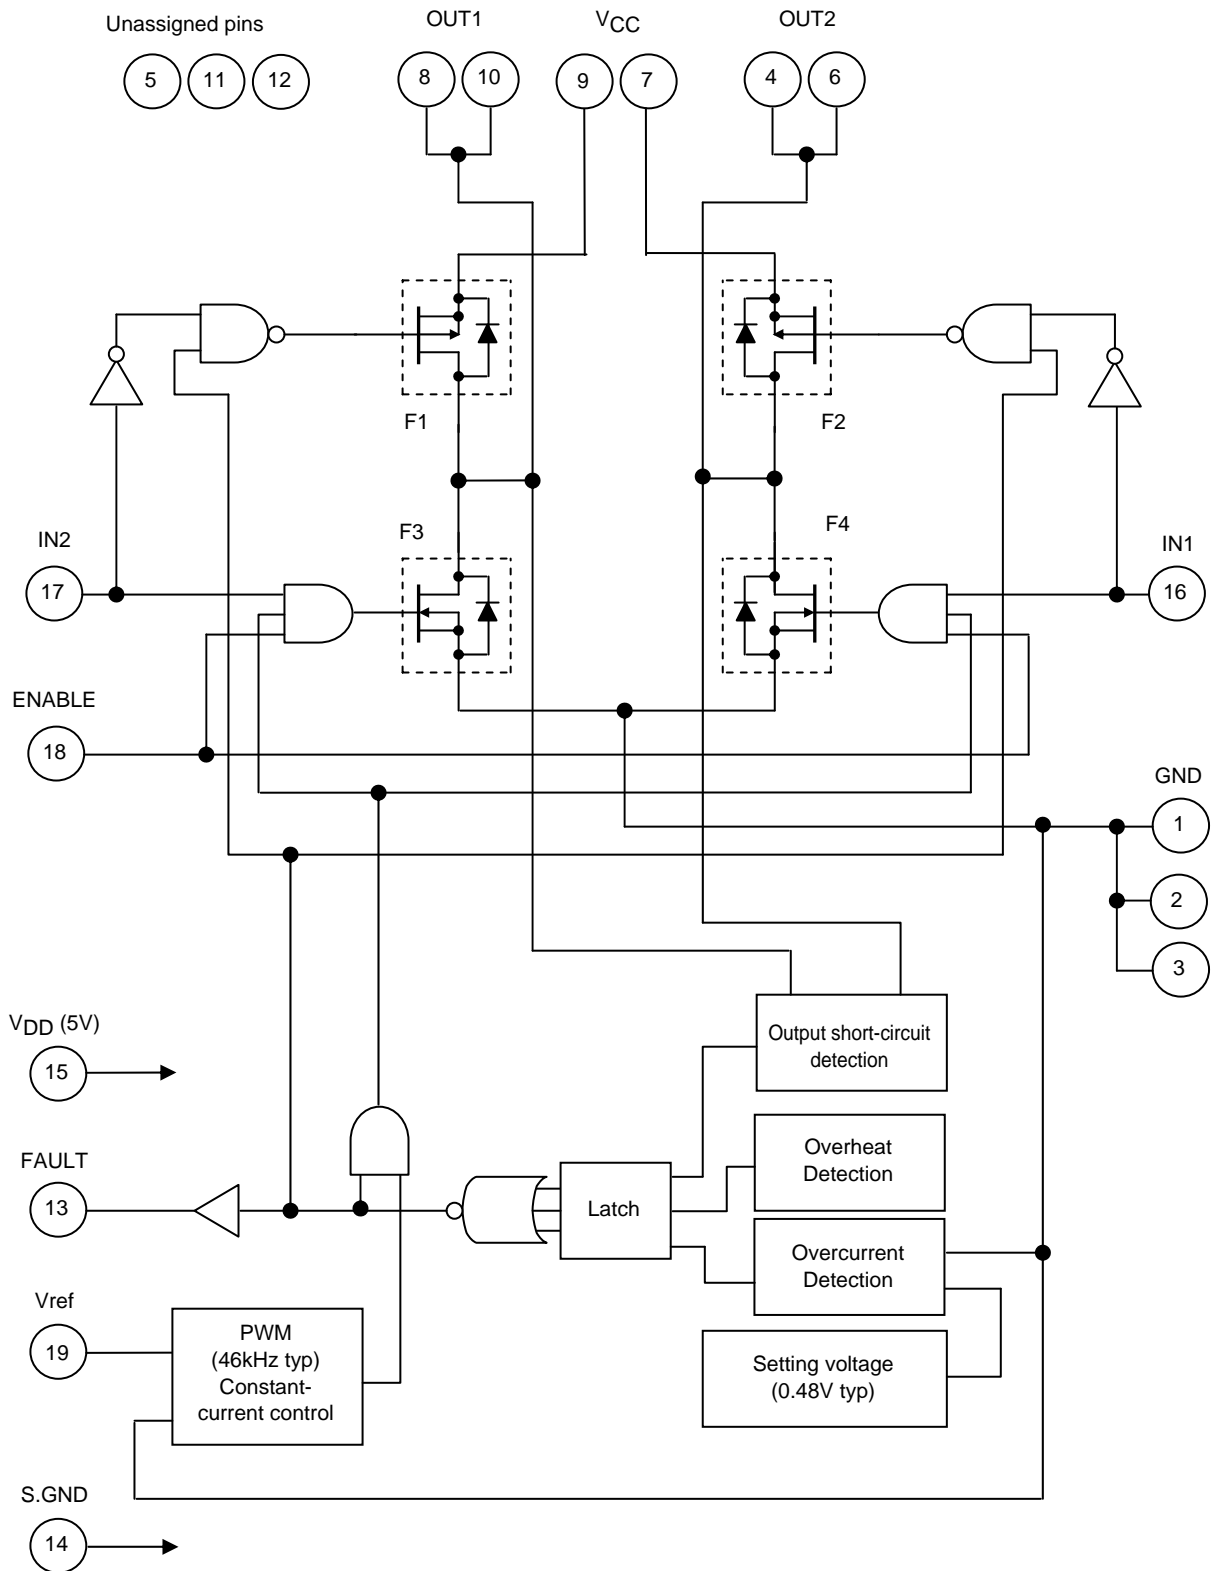 Unassigned pins
OUT1
VCC
OUT2
5
11
12
8
10
9
7
4
6
F1
F2
F3
F4
IN2
17
IN1
16
ENABLE
18
GND
1
2
3
VDD (5V)
15
Output short-circuit
detection
Overheat
Detection
FAULT
13
Latch
Overcurrent
Detection
Vref
19
PWM
(46kHz typ)
Constant-
current control
Setting voltage
(0.48V typ)
S.GND
14